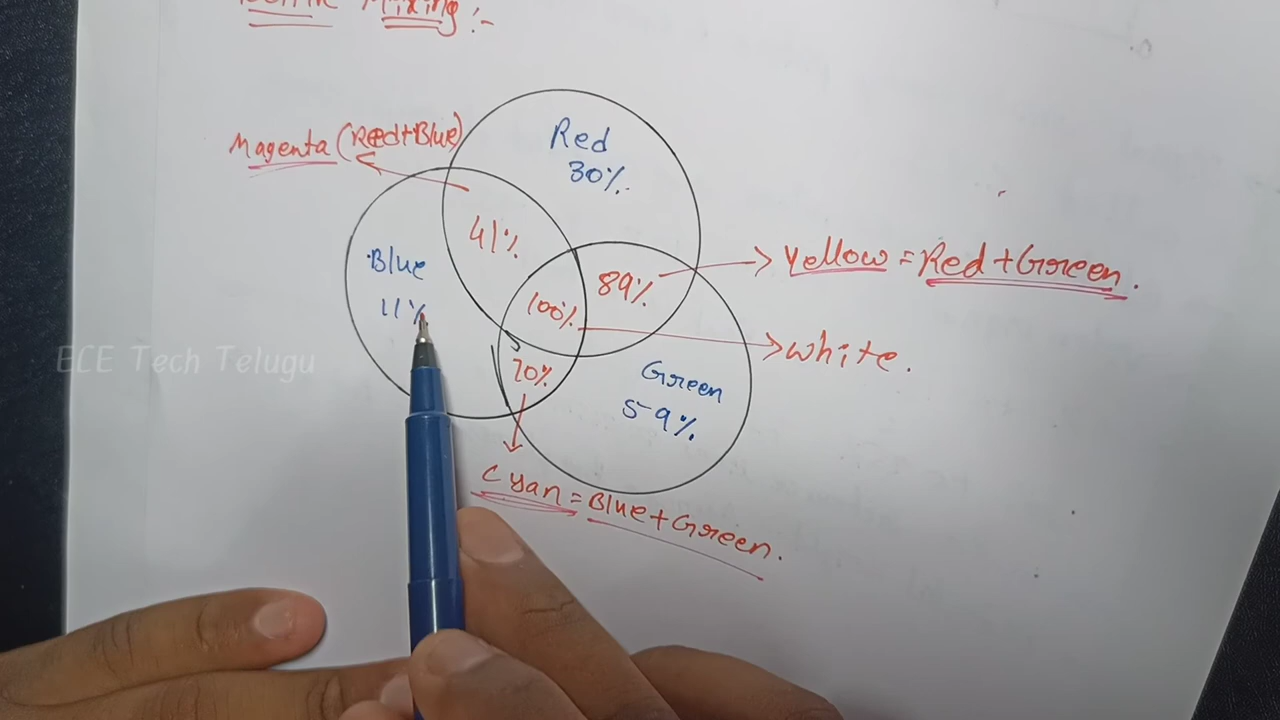 Mixing :-
Magenta (Red+Blue)
Red
30%.
41%
Blue
11%
89%
Yellow = Red + Green.
100%
white.
70%
Green
59%
Cyan = Blue + Green.
ECE Tech Telugu